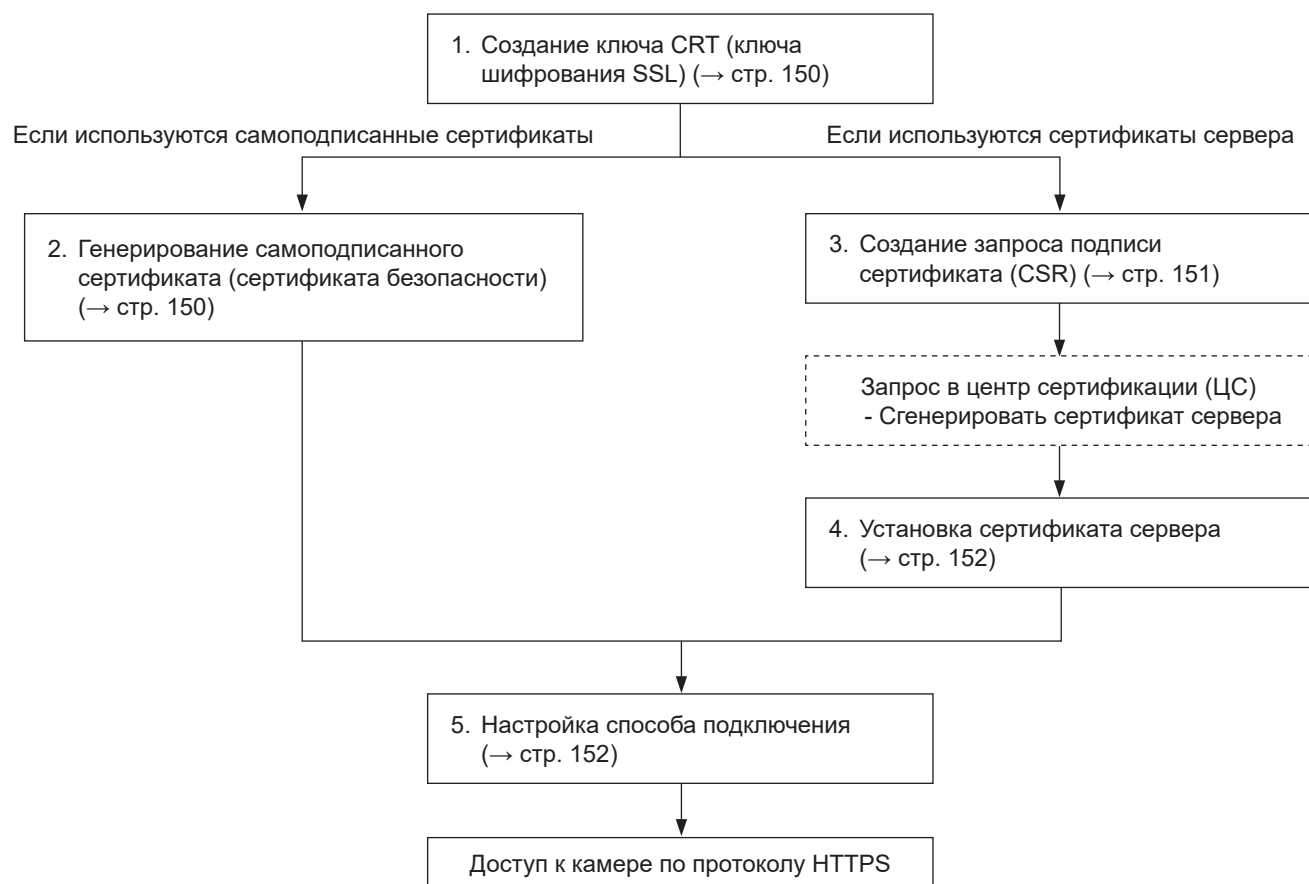 1. Создание ключа CRT (ключа
шифрования SSL) (→ стр. 150)
Если используются самоподписанные сертификаты
Если используются сертификаты сервера
2. Генерирование самоподписанного
сертификата (сертификата безопасности)
(→ стр. 150)
3. Создание запроса подписи
сертификата (CSR) (→ стр. 151)
Запрос в центр сертификации (ЦС)
- Сгенерировать сертификат сервера
4. Установка сертификата сервера
(→ стр. 152)
5. Настройка способа подключения
(→ стр. 152)
Доступ к камере по протоколу HTTPS